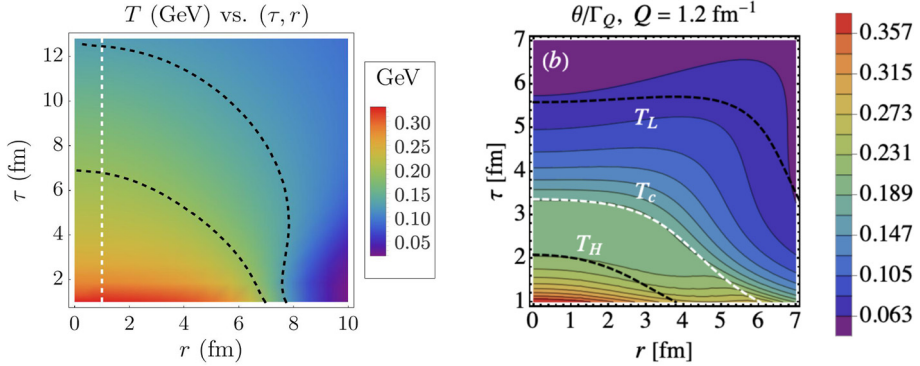 T (GeV) vs. (τ, r)
τ (fm)
12
10
8
6
4
2
0 2 4 6 8 10
r (fm)
GeV
0.30
0.25
0.20
0.15
0.10
0.05
θ/Γ_Q, Q = 1.2 fm⁻¹
(b)
τ [fm]
7
6
5
4
3
2
1
T_L
T_c
T_H
0 1 2 3 4 5 6 7
r [fm]
0.357
0.315
0.273
0.231
0.189
0.147
0.105
0.063